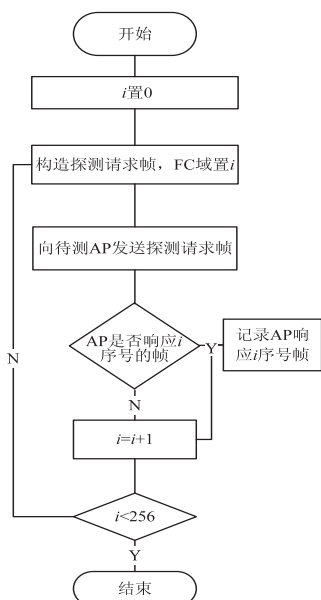 开始
i置0
构造探测请求帧，FC域置i
向待测AP发送探测请求帧
AP是否响应i
序号的帧
Y
记录AP响
应i序号帧
N
N
i=i+1
i<256
Y
结束